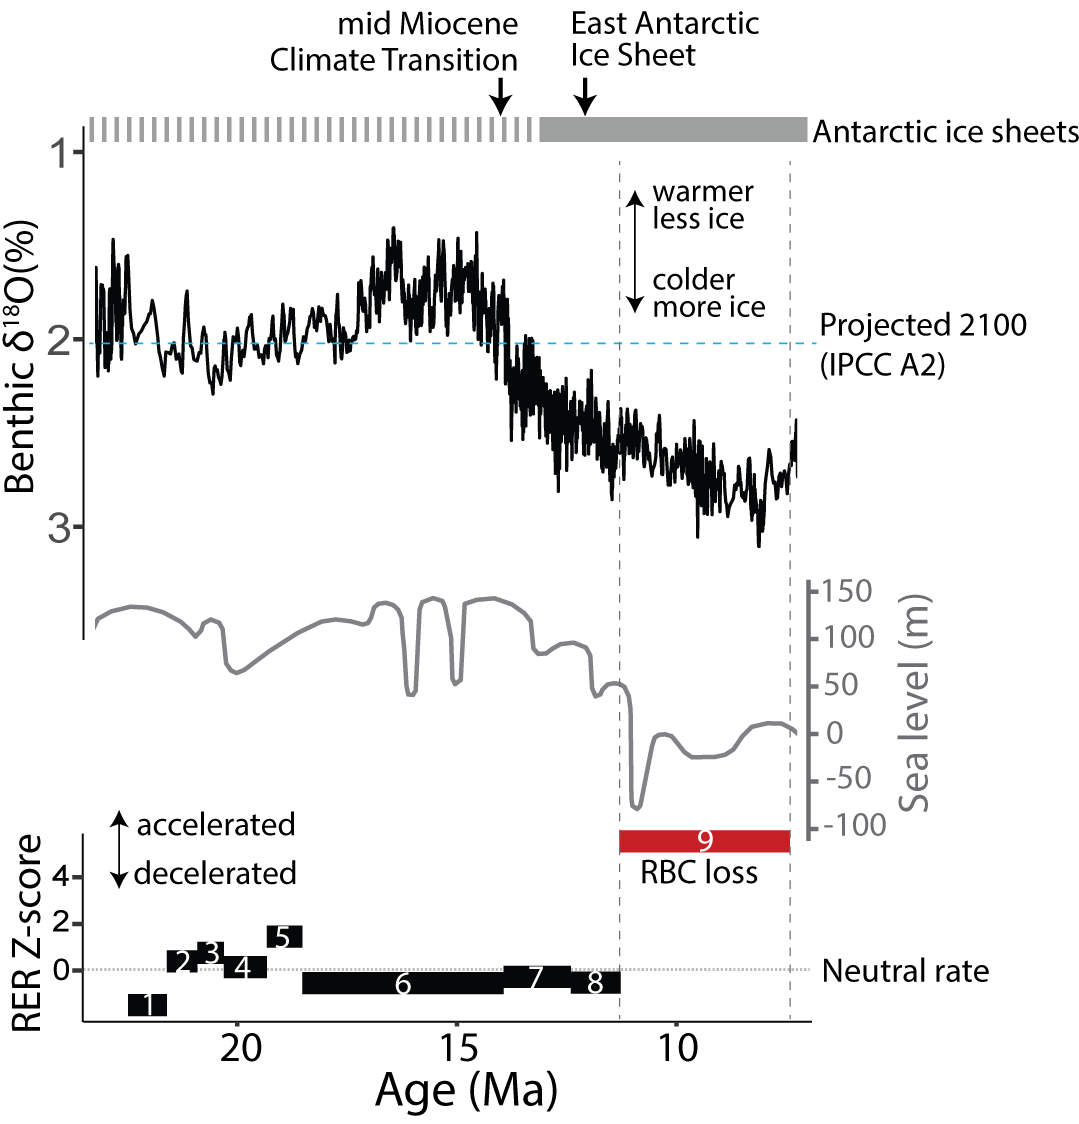 mid Miocene
Climate Transition
East Antarctic
Ice Sheet
Antarctic ice sheets
1
2
3
Benthic δ¹⁸O(%)
warmer
less ice
colder
more ice
Projected 2100
(IPCC A2)
150
100
50
0
-50
-100
Sea level (m)
accelerated
decelerated
9
RBC loss
4
2
0
RER Z-score
1
2
3
4
5
6
7
8
Neutral rate
20
15
10
Age (Ma)